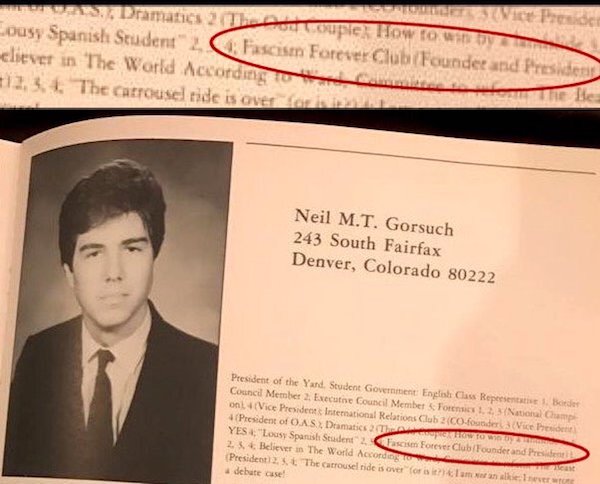 O.A.S.), Dramatics 2 (The Odd Couple); How to win by a
Lousy Spanish Student" 2, 3, 4; Fascism Forever Club (Founder and President
eliever in The World According to Ward, Committee to reform The Bea
t) 2, 3, 4; "The carrousel ride is over" (or is it?)
Neil M.T. Gorsuch
243 South Fairfax
Denver, Colorado 80222
President of the Yard, Student Government: English Class Representative 1, Border
Council Member 2, Executive Council Member 3; Forensics 1, 2, 3 (National Champi-
on), 4 (Vice President); International Relations Club 2 (CO-founder), 3 (Vice President),
4 (President of O.A.S.), Dramatics 2 (The Odd Couple); How to win by a
YES 4; "Lousy Spanish Student" 2, Fascism Forever Club (Founder and President)
2, 3, 4; Believer in The World According to The Beast
(President) 2, 3, 4; "The carrousel ride is over" (or is it?) 4; I am not an alkie; I never wrote
a debate case!